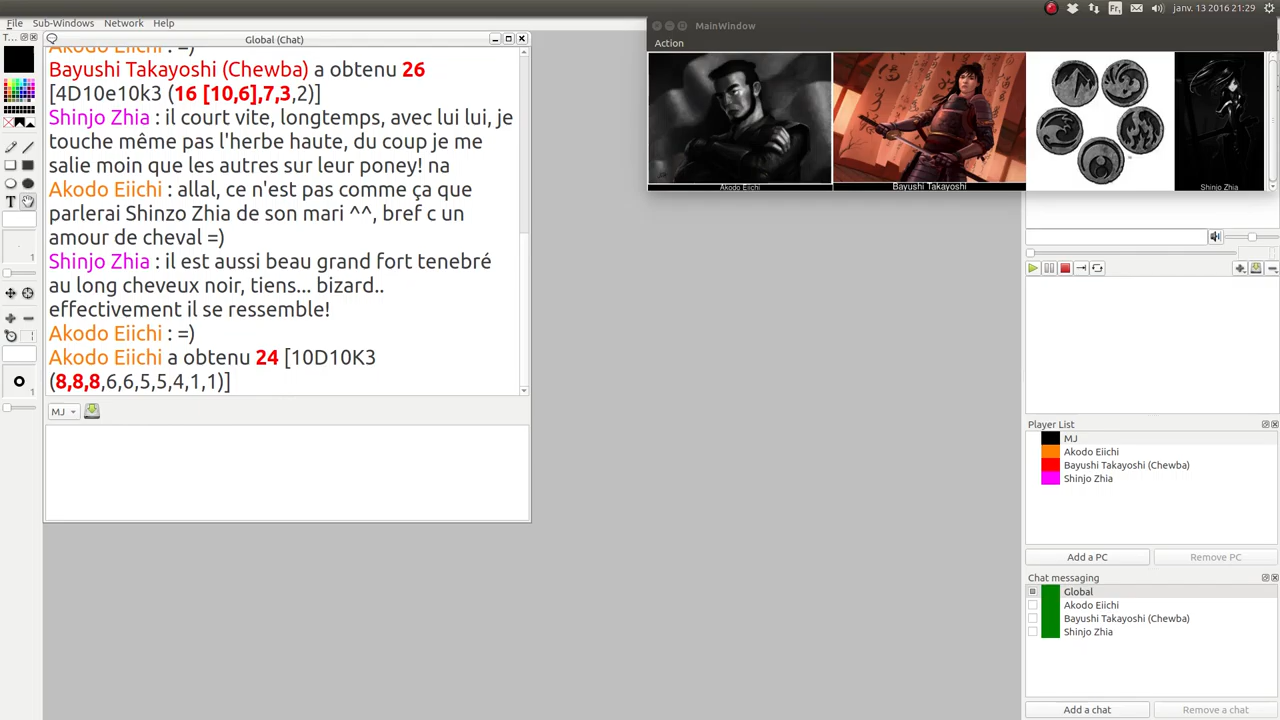 janv. 13 2016 21:29
Fr
File Sub-Windows Network Help
MainWindow
Action
T...
Global (Chat)
Akodo Eiichi : =)
Bayushi Takayoshi (Chewba) a obtenu 26
[4D10e10k3 (16 [10,6],7,3,2)]
Shinjo Zhia : il court vite, longtemps, avec lui lui, je
touche même pas l'herbe haute, du coup je me
salie moin que les autres sur leur poney! na
Akodo Eiichi : allal, ce n'est pas comme ça que
parlerai Shinzo Zhia de son mari ^^, bref c un
amour de cheval =)
Shinjo Zhia : il est aussi beau grand fort tenebré
au long cheveux noir, tiens... bizard..
effectivement il se ressemble!
Akodo Eiichi : =)
Akodo Eiichi a obtenu 24 [10D10K3
(8,8,8,6,6,5,5,4,1,1)]
MJ
1
1
Akodo Eiichi
Bayushi Takayoshi
Shinjo Zhia
Player List
MJ
Akodo Eiichi
Bayushi Takayoshi (Chewba)
Shinjo Zhia
Add a PC Remove PC
Chat messaging
Global
Akodo Eiichi
Bayushi Takayoshi (Chewba)
Shinjo Zhia
Add a chat Remove a chat